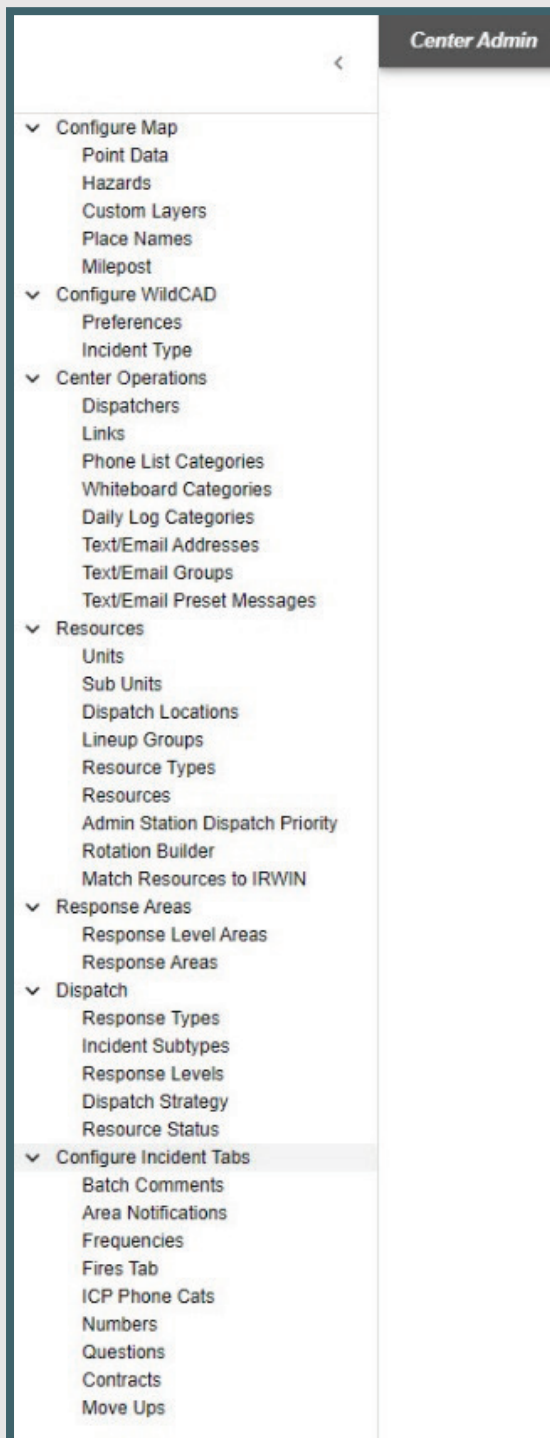 Center Admin
Configure Map
Point Data
Hazards
Custom Layers
Place Names
Milepost
Configure WildCAD
Preferences
Incident Type
Center Operations
Dispatchers
Links
Phone List Categories
Whiteboard Categories
Daily Log Categories
Text/Email Addresses
Text/Email Groups
Text/Email Preset Messages
Resources
Units
Sub Units
Dispatch Locations
Lineup Groups
Resource Types
Resources
Admin Station Dispatch Priority
Rotation Builder
Match Resources to IRWIN
Response Areas
Response Level Areas
Response Areas
Dispatch
Response Types
Incident Subtypes
Response Levels
Dispatch Strategy
Resource Status
Configure Incident Tabs
Batch Comments
Area Notifications
Frequencies
Fires Tab
ICP Phone Cats
Numbers
Questions
Contracts
Move Ups